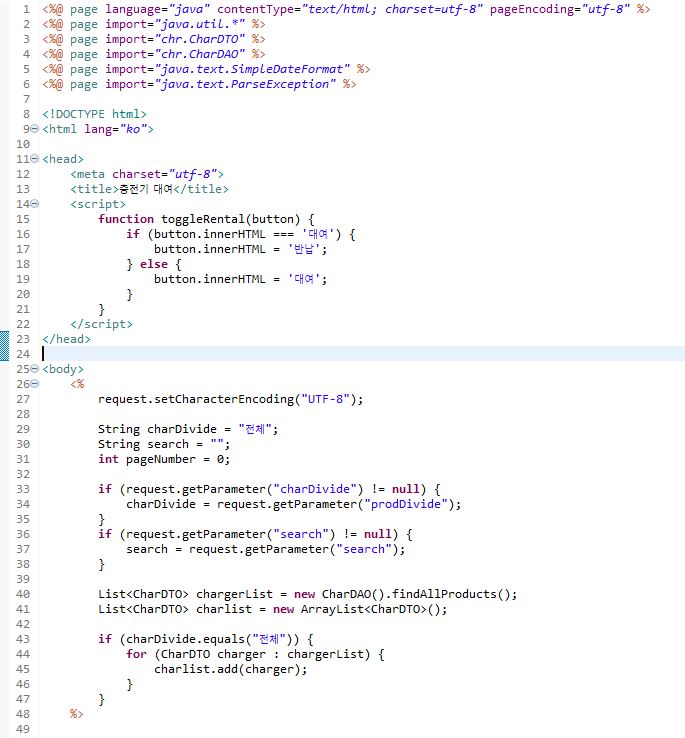 1 <%@ page language="java" contentType="text/html; charset=utf-8" pageEncoding="utf-8" %>
2 <%@ page import="java.util.*" %>
3 <%@ page import="chr.CharDTO" %>
4 <%@ page import="chr.CharDAO" %>
5 <%@ page import="java.text.SimpleDateFormat" %>
6 <%@ page import="java.text.ParseException" %>
7
8 <!DOCTYPE html>
9 <html lang="ko">
10
11 <head>
12     <meta charset="utf-8">
13     <title>충전기 대여</title>
14     <script>
15         function toggleRental(button) {
16             if (button.innerHTML === '대여') {
17                 button.innerHTML = '반납';
18             } else {
19                 button.innerHTML = '대여';
20             }
21         }
22     </script>
23 </head>
24
25 <body>
26     <%
27         request.setCharacterEncoding("UTF-8");
28
29         String charDivide = "전체";
30         String search = "";
31         int pageNumber = 0;
32
33         if (request.getParameter("charDivide") != null) {
34             charDivide = request.getParameter("prodDivide");
35         }
36         if (request.getParameter("search") != null) {
37             search = request.getParameter("search");
38         }
39
40         List<CharDTO> chargerList = new CharDAO().findAllProducts();
41         List<CharDTO> charlist = new ArrayList<CharDTO>();
42
43         if (charDivide.equals("전체")) {
44             for (CharDTO charger : chargerList) {
45                 charlist.add(charger);
46             }
47         }
48     %>
49